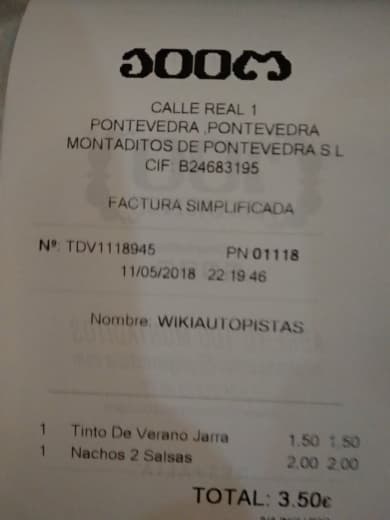 CALLE REAL 1
PONTEVEDRA ,PONTEVEDRA
MONTADITOS DE PONTEVEDRA S L
CIF: B24683195
FACTURA SIMPLIFICADA
Nº: TDV1118945 PN 01118
11/05/2018 22:19:46
Nombre: WIKIAUTOPISTAS
1 Tinto De Verano Jarra 1.50 1.50
1 Nachos 2 Salsas 2.00 2.00
TOTAL: 3.50€